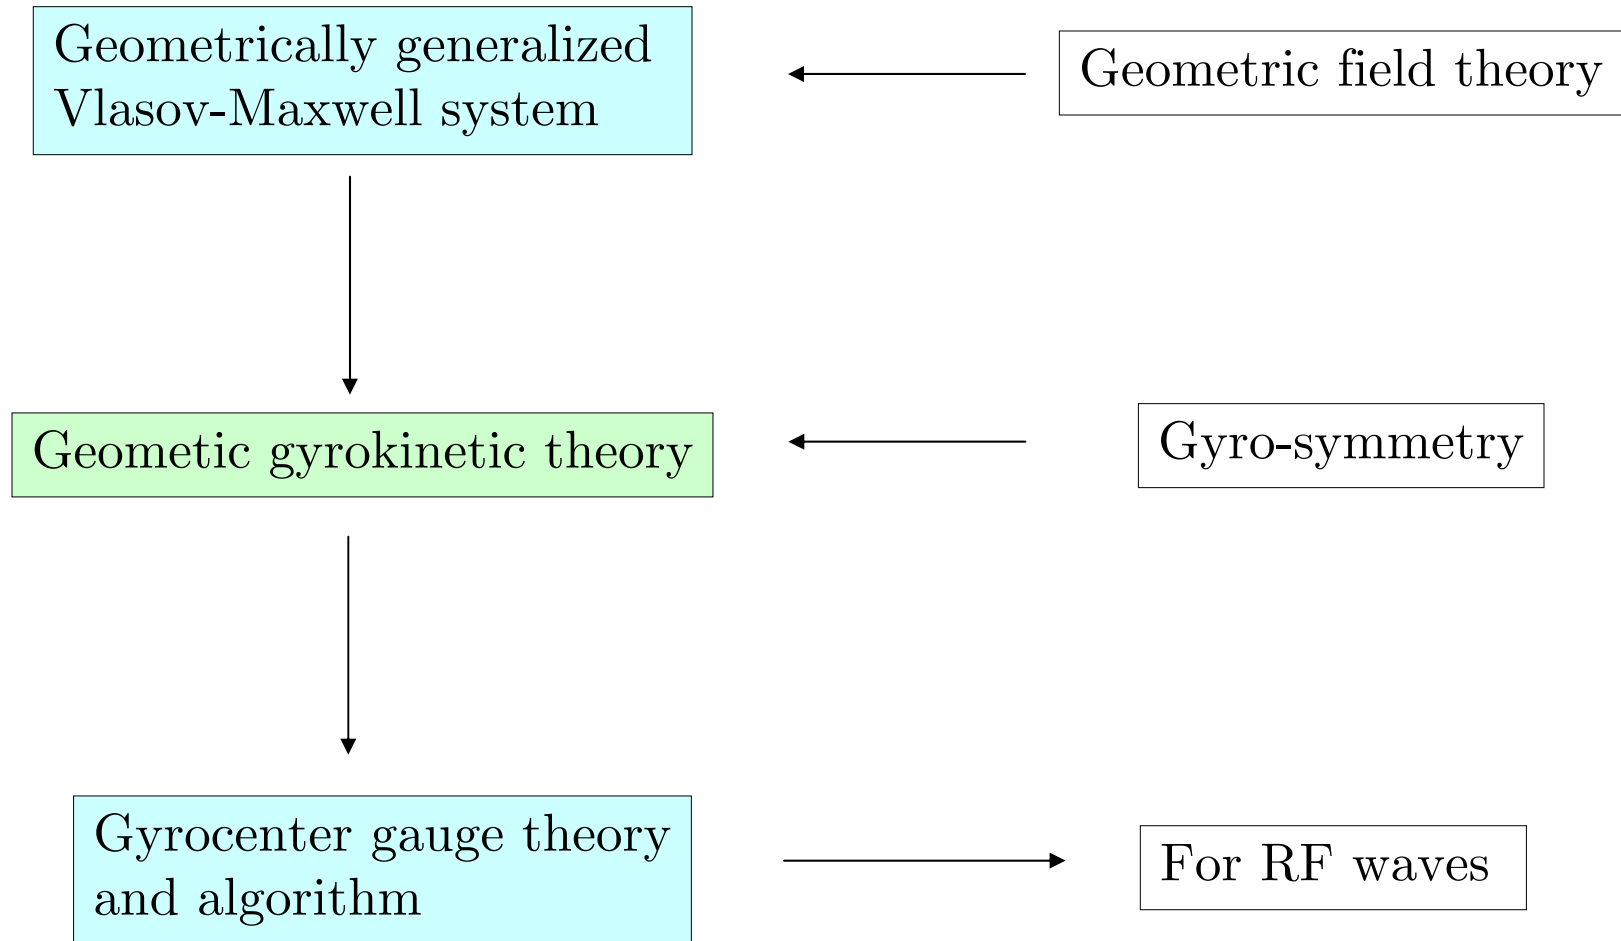 Geometrically generalized
Vlasov-Maxwell system
Geometric field theory
Geometic gyrokinetic theory
Gyro-symmetry
Gyrocenter gauge theory
and algorithm
For RF waves